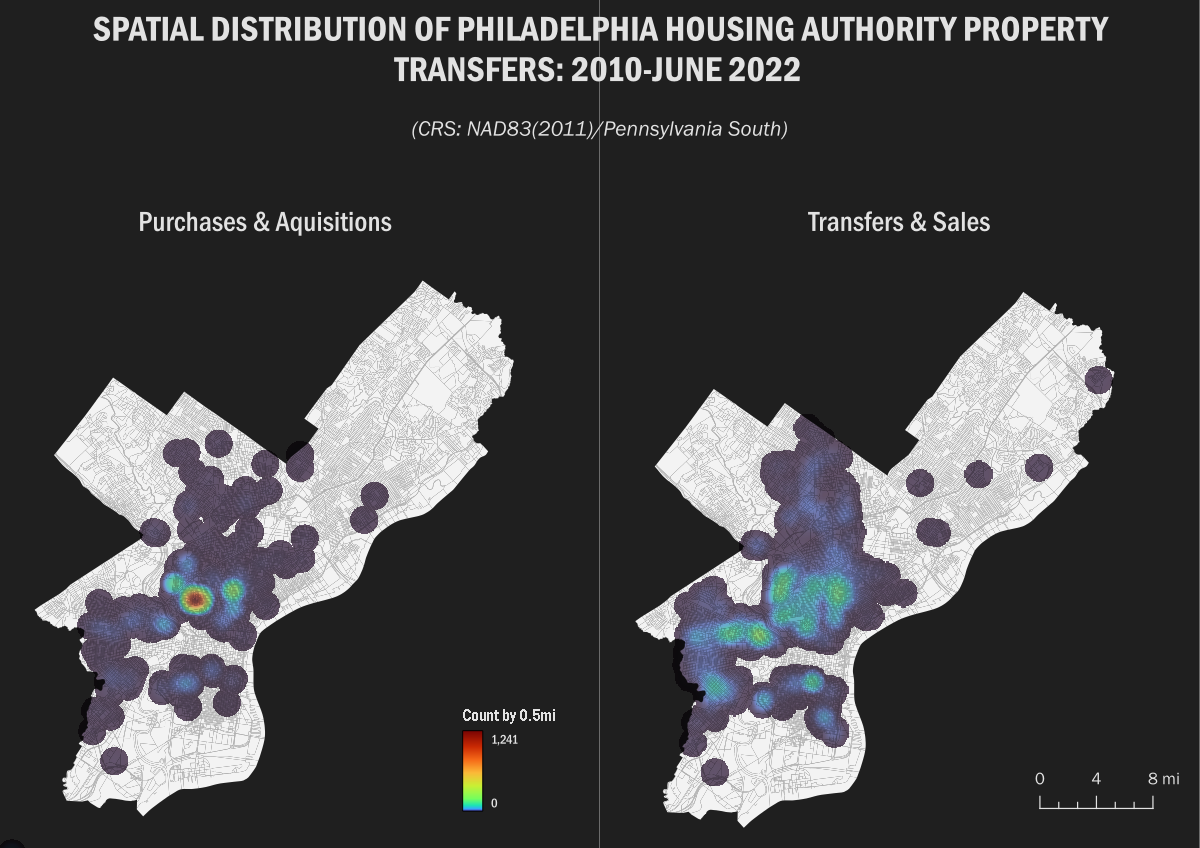 SPATIAL DISTRIBUTION OF PHILADELPHIA HOUSING AUTHORITY PROPERTY
TRANSFERS: 2010-JUNE 2022
(CRS: NAD83(2011)/Pennsylvania South)
Purchases & Aquisitions
Transfers & Sales
Count by 0.5mi
1,241
0
0 4 8 mi